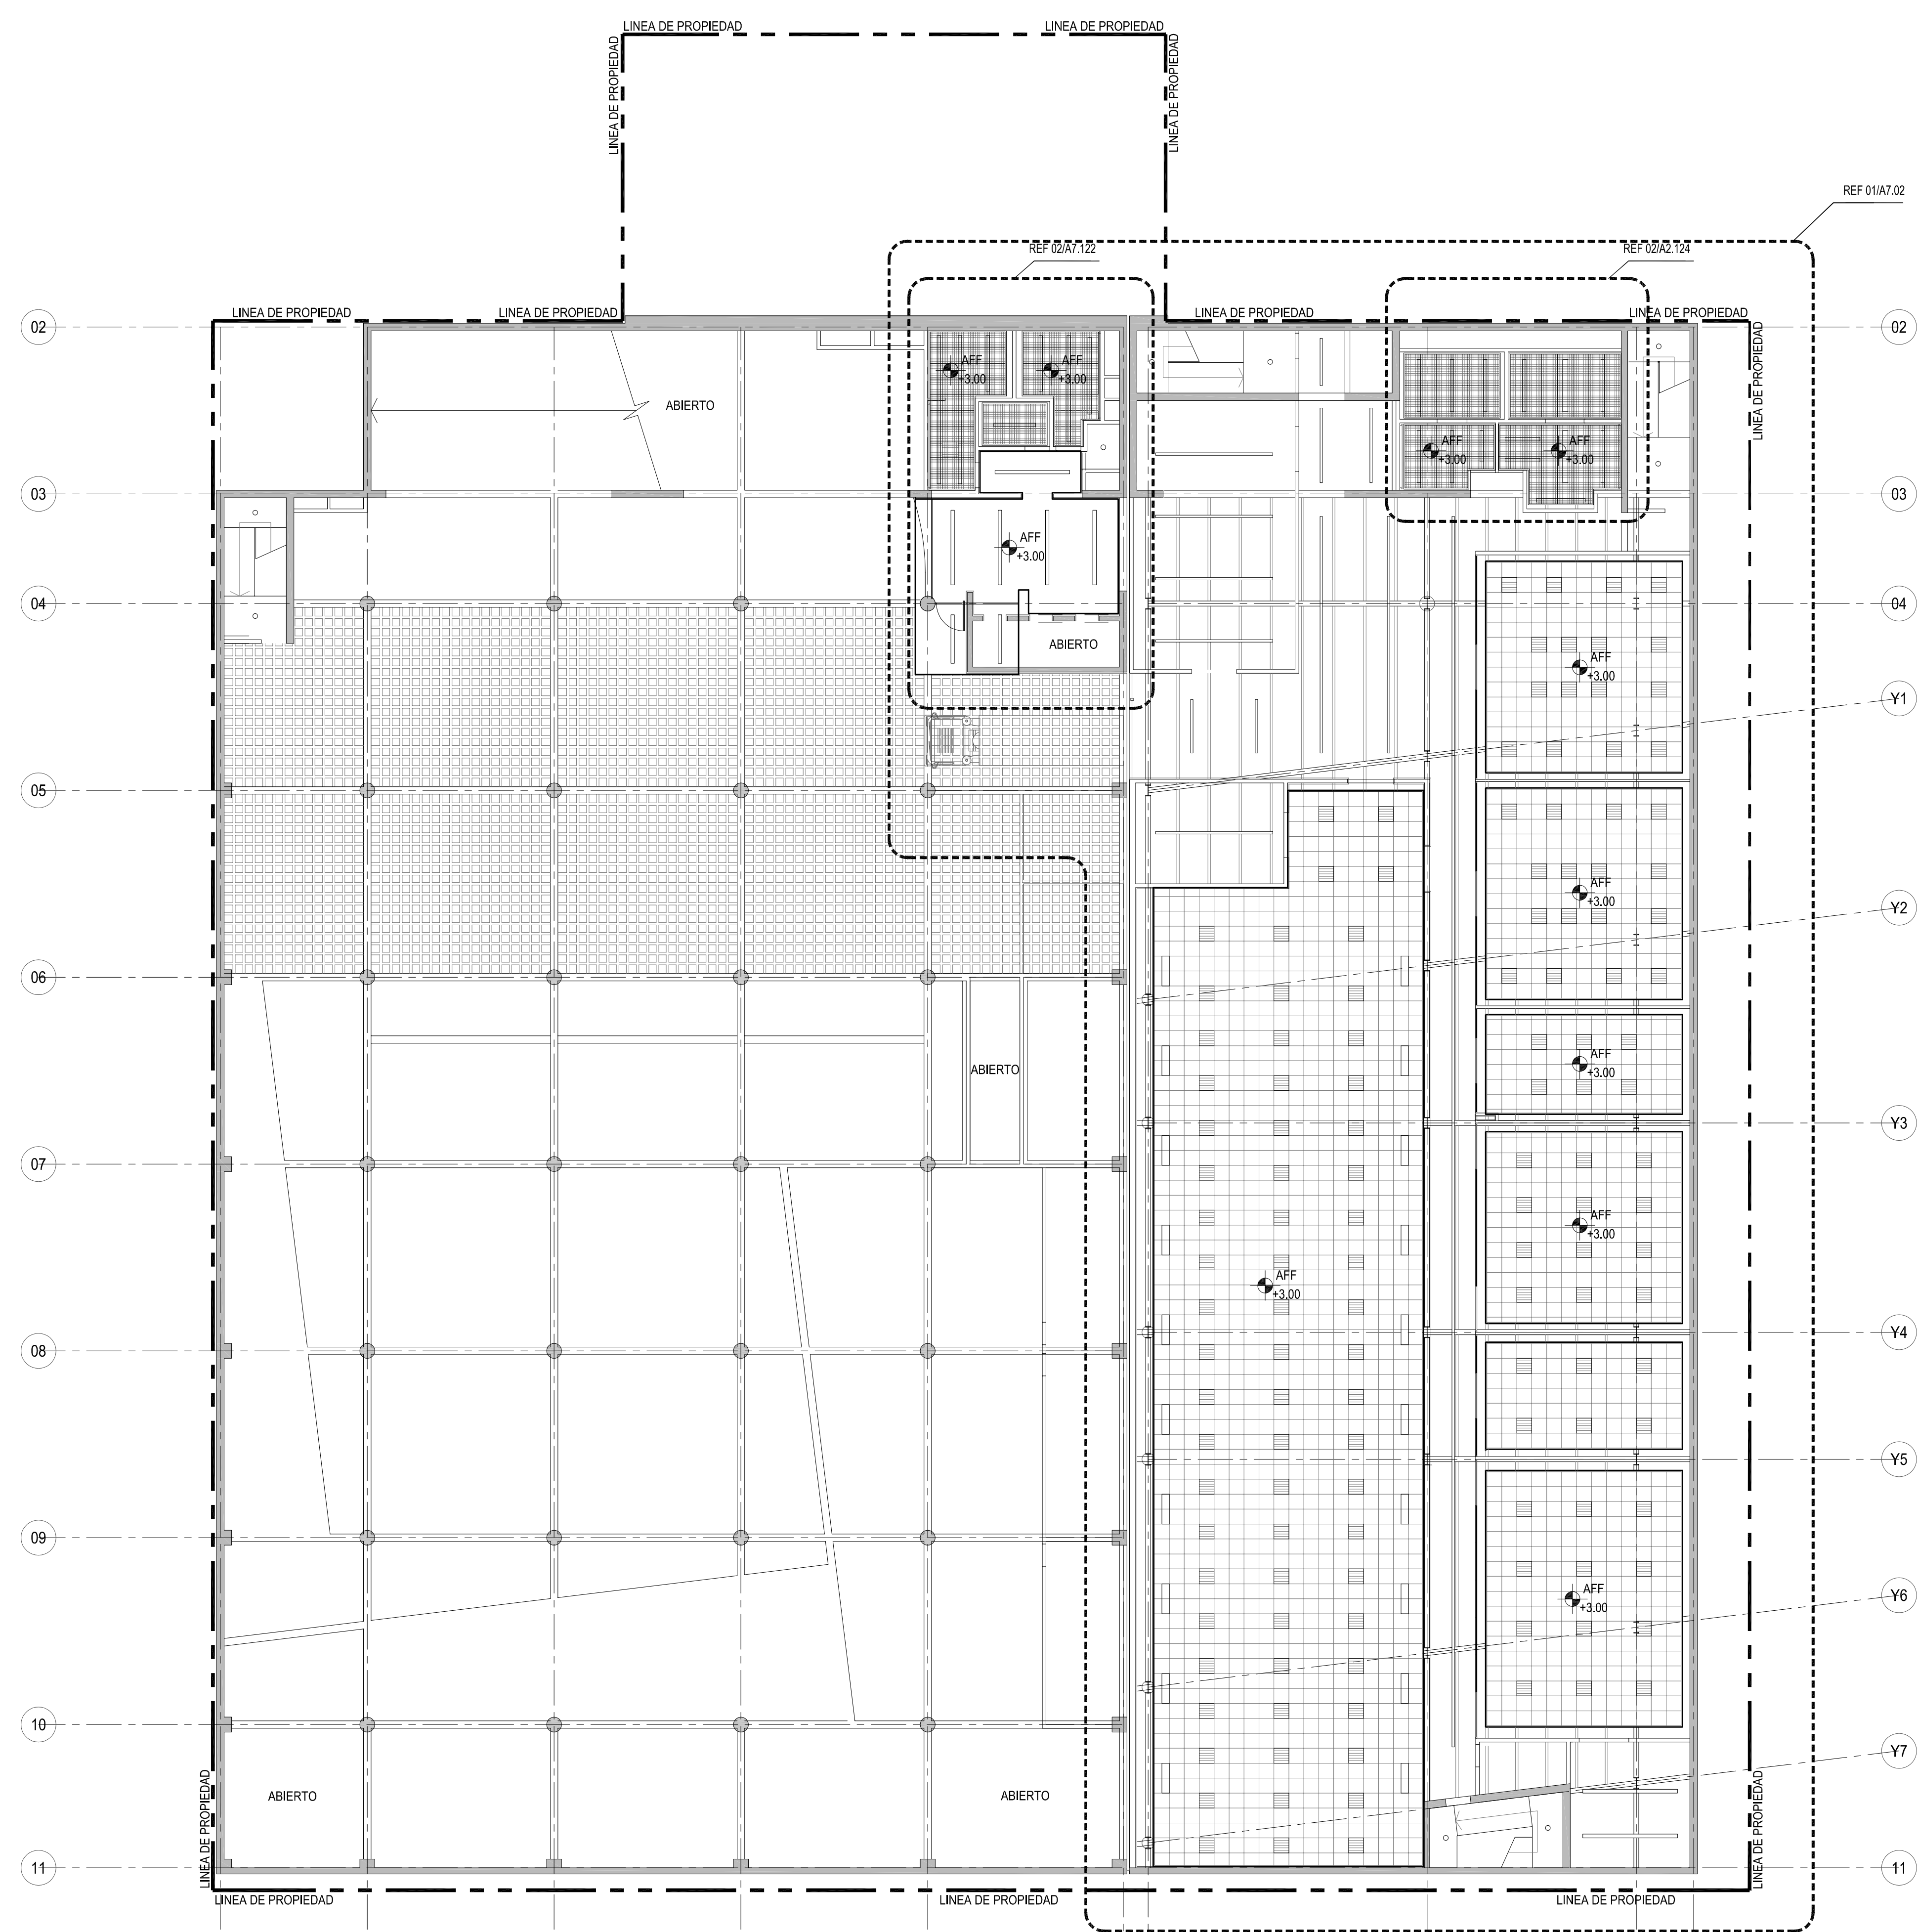 LINEA DE PROPIEDAD
LINEA DE PROPIEDAD
LINEA DE PROPIEDAD
LINEA DE PROPIEDAD
REF 01/A7.02
REF 02/A7.122
REF 02/A2.124
LINEA DE PROPIEDAD
LINEA DE PROPIEDAD
LINEA DE PROPIEDAD
LINEA DE PROPIEDAD
02
02
LINEA DE PROPIEDAD
AFF
+3.00
AFF
+3.00
ABIERTO
AFF
+3.00
AFF
+3.00
03
03
AFF
+3.00
04
04
ABIERTO
AFF
+3.00
Y1
05
AFF
+3.00
Y2
06
AFF
+3.00
ABIERTO
Y3
07
AFF
+3.00
AFF
+3.00
Y4
08
Y5
09
AFF
+3.00
Y6
10
Y7
ABIERTO
ABIERTO
LINEA DE PROPIEDAD
LINEA DE PROPIEDAD
11
11
LINEA DE PROPIEDAD
LINEA DE PROPIEDAD
LINEA DE PROPIEDAD